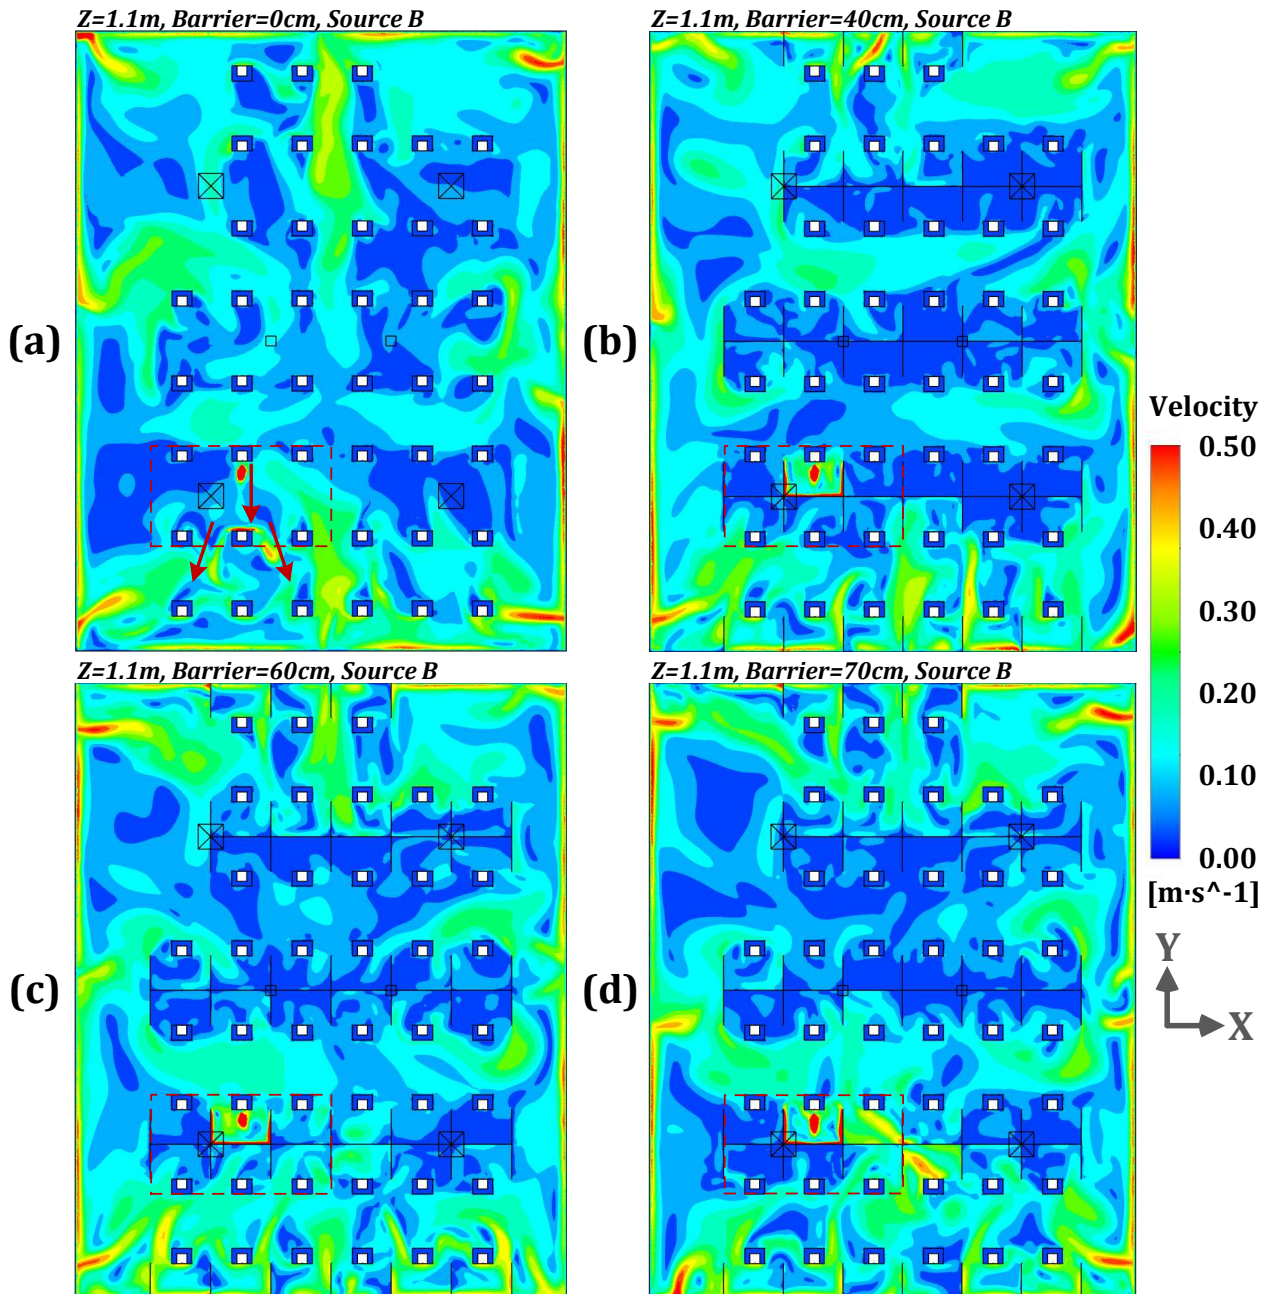 Z=1.1m, Barrier=0cm, Source B
Z=1.1m, Barrier=40cm, Source B
(a)
(b)
Velocity
0.50
0.40
0.30
0.20
0.10
0.00
[m·s^-1]
Z=1.1m, Barrier=60cm, Source B
Z=1.1m, Barrier=70cm, Source B
(c)
(d)
Y
X